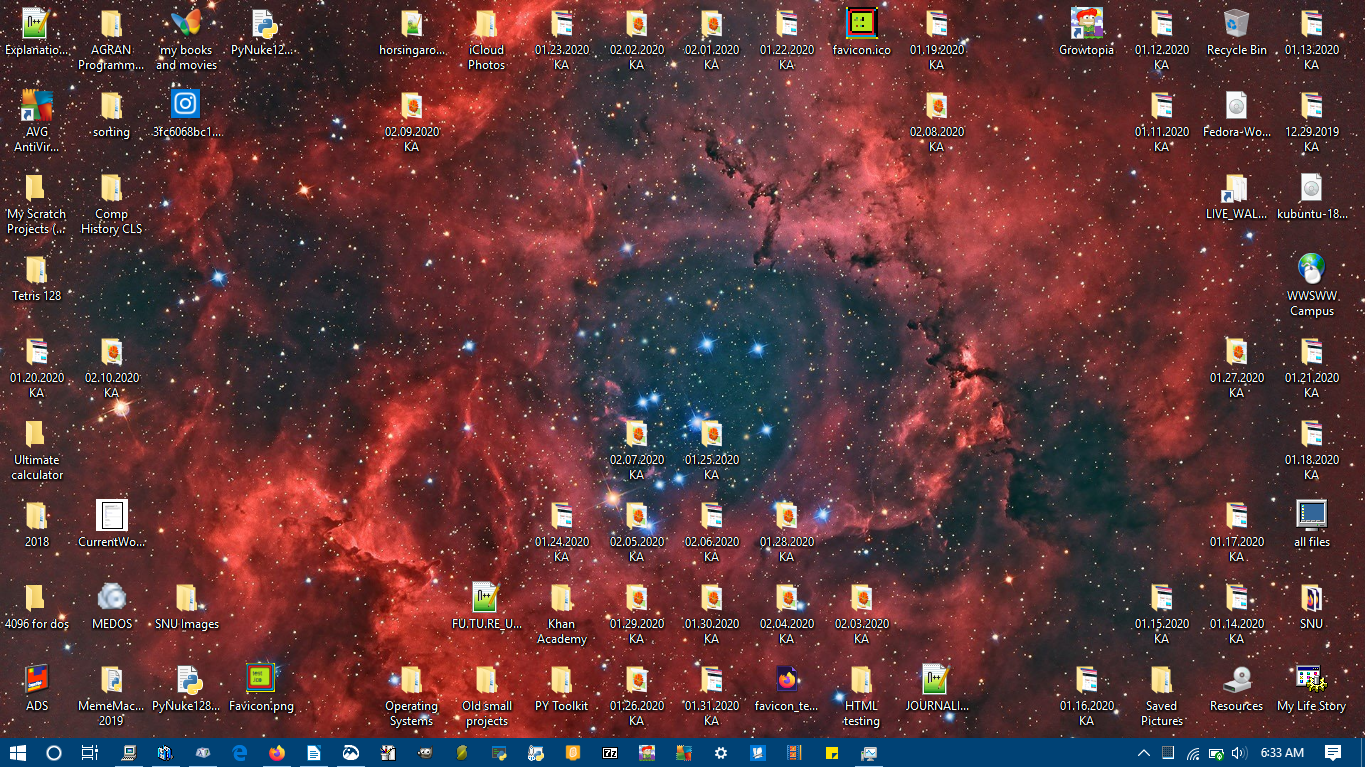 Explanatio...
AGRAN
Programm...
my books
and movies
PyNuke12...
horsingaro...
iCloud
Photos
01.23.2020
KA
02.02.2020
KA
02.01.2020
KA
01.22.2020
KA
favicon.ico
01.19.2020
KA
Growtopia
01.12.2020
KA
Recycle Bin
01.13.2020
KA
AVG
AntiVir...
sorting
3fc6068bc1...
02.09.2020
KA
02.08.2020
KA
01.11.2020
KA
Fedora-Wo...
12.29.2019
KA
My Scratch
Projects (...
Comp
History CLS
LIVE_WAL...
kubuntu-18...
Tetris 128
WWSWW
Campus
01.20.2020
KA
02.10.2020
KA
01.27.2020
KA
01.21.2020
KA
Ultimate
calculator
02.07.2020
KA
01.25.2020
KA
01.18.2020
KA
2018
CurrentWo...
01.24.2020
KA
02.05.2020
KA
02.06.2020
KA
01.28.2020
KA
01.17.2020
KA
all files
4096 for dos
MEDOS
SNU Images
FU.TU.RE_U...
Khan
Academy
01.29.2020
KA
01.30.2020
KA
02.04.2020
KA
02.03.2020
KA
01.15.2020
KA
01.14.2020
KA
SNU
ADS
MemeMac...
2019
PyNuke128...
Favicon.png
Operating
Systems
Old small
projects
PY Toolkit
01.26.2020
KA
01.31.2020
KA
favicon_te...
HTML
testing
JOURNALI...
01.16.2020
KA
Saved
Pictures
Resources
My Life Story
6:33 AM